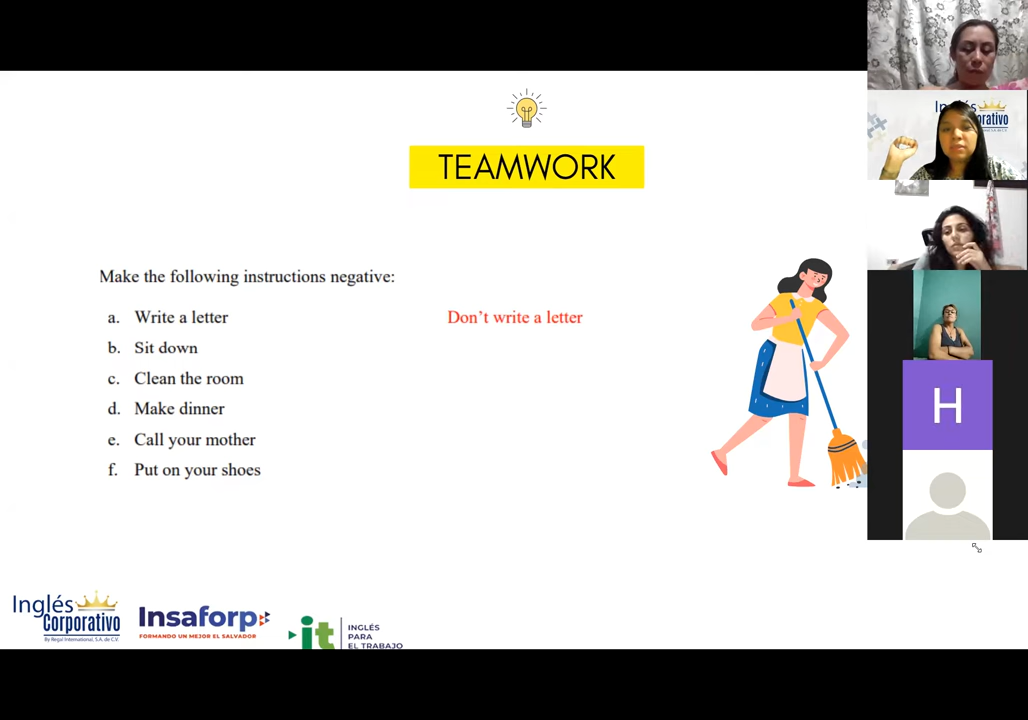 TEAMWORK
Make the following instructions negative:
a. Write a letter
Don't write a letter
b. Sit down
c. Clean the room
d. Make dinner
e. Call your mother
f. Put on your shoes
Inglés
Corporativo
By Regal International, S.A. de C.V.
Insaforp
FORMANDO UN MEJOR EL SALVADOR
it
INGLÉS
PARA
EL TRABAJO
Inglés
orativo
H